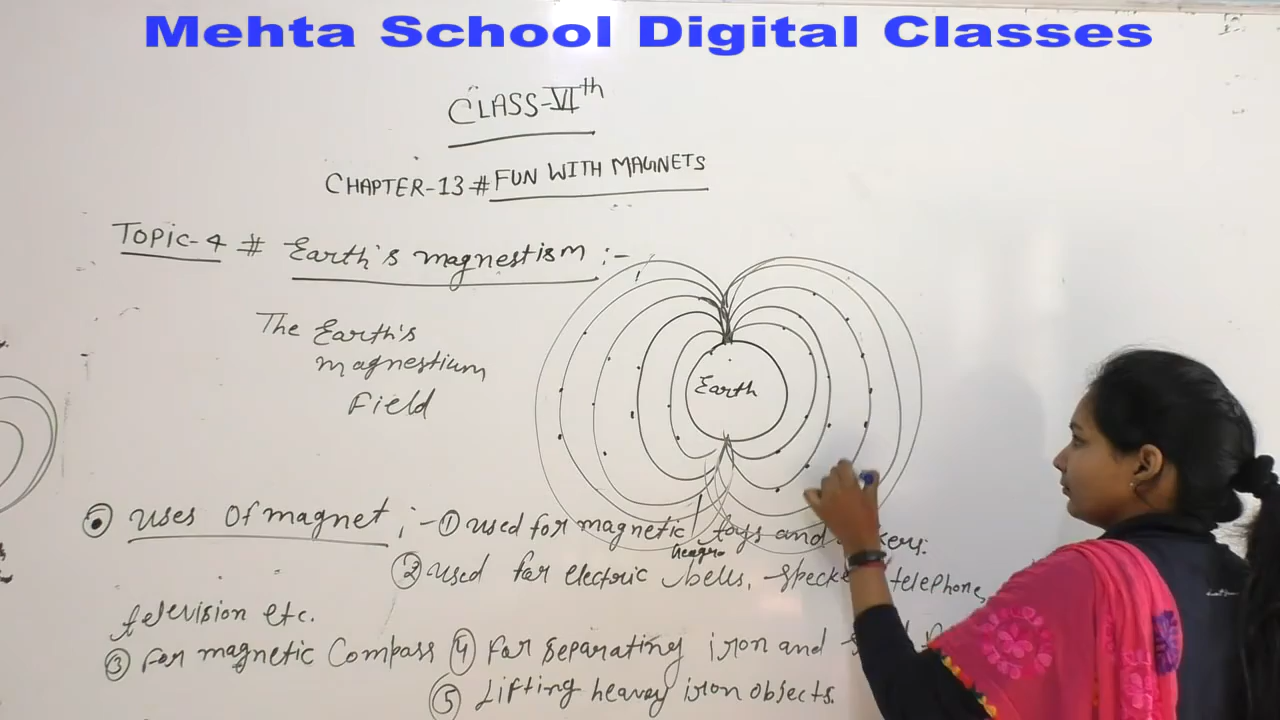 Mehta School Digital Classes
CLASS-VIth
CHAPTER-13 # FUN WITH MAGNETS
TOPIC-4 # Earth's magnestism :-
The Earth's
magnestium
Field
Earth
uses of magnet ; - ① used for magnetic toys and
② used for electric bells, telephone,
television etc.
③ For magnetic Compass ④ For separating iron and
⑤ Lifting heavy iron objects.